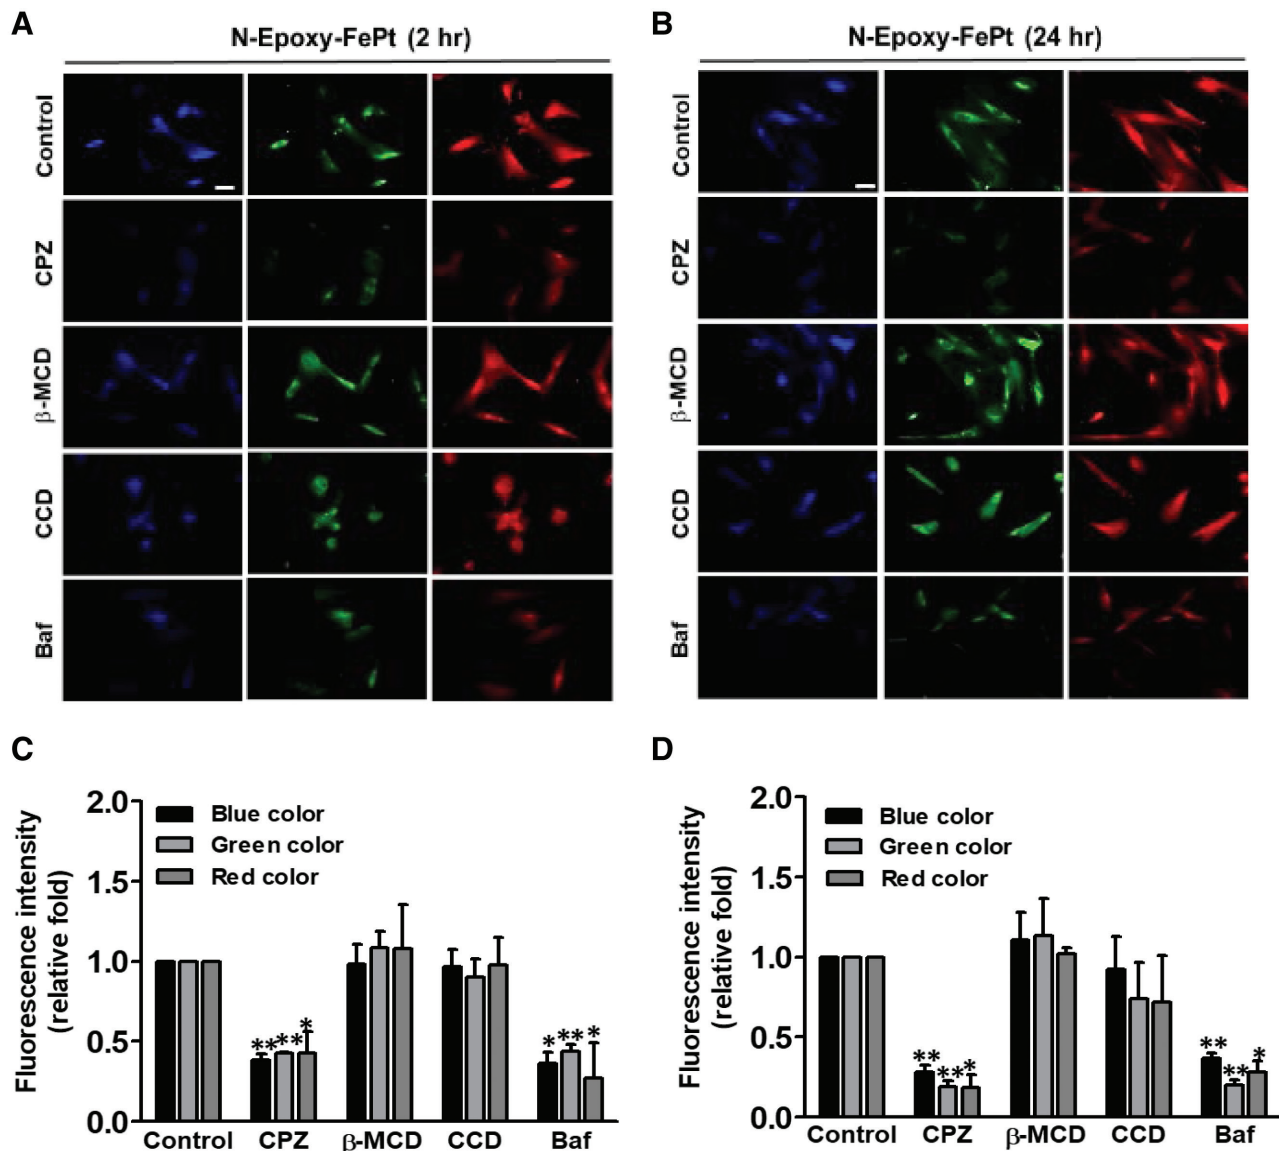 A
N-Epoxy-FePt (2 hr)
Control
CPZ
β-MCD
CCD
Baf
B
N-Epoxy-FePt (24 hr)
Control
CPZ
β-MCD
CCD
Baf
C
Fluorescence intensity
(relative fold)
2.0
1.5
1.0
0.5
0.0
Blue color
Green color
Red color
** ** *
* ** *
Control CPZ β-MCD CCD Baf
D
Fluorescence intensity
(relative fold)
2.0
1.5
1.0
0.5
0.0
Blue color
Green color
Red color
** ** *
** ** *
Control CPZ β-MCD CCD Baf